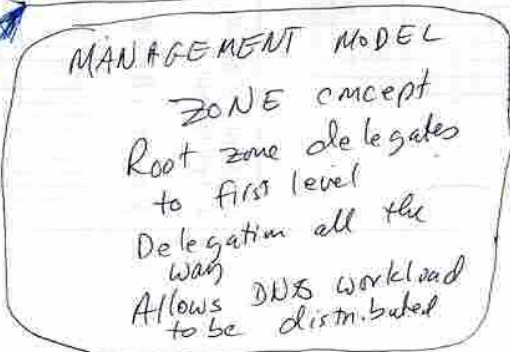 MANAGEMENT MODEL
ZONE concept
Root zone delegates
to first level
Delegation all the
way
Allows DNS workload
to be distributed